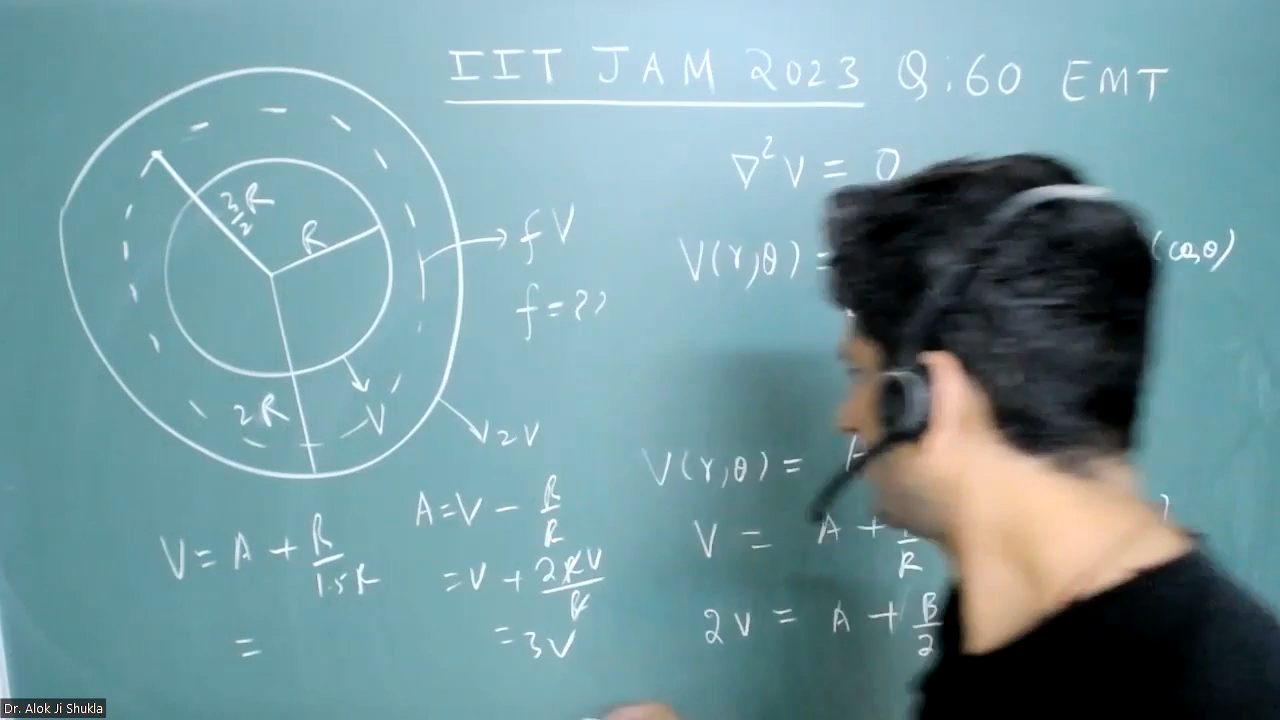 IIT JAM 2023 Q:60 EMT
∇²V = 0
V(r,θ) = (cosθ)
3/2 R
R
2R
fV
f=??
V
2V
V(r,θ) = A
V = A + B/R
2V = A + B/2
A=V - B/R
=V + 2RV/R
=3V
V= A + B/1.5R
=
Dr. Alok Ji Shukla